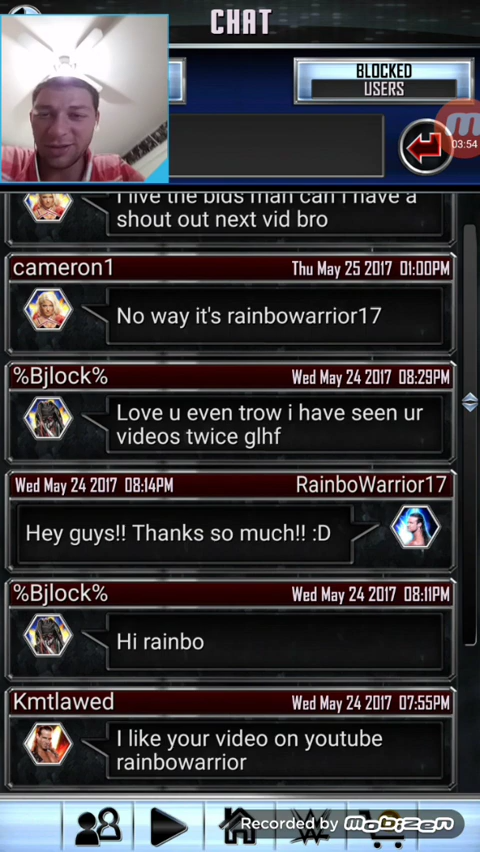 CHAT
BLOCKED
USERS
03:54
I live the bids man can i have a
shout out next vid bro
cameron1 Thu May 25 2017 01:00PM
No way it's rainbowarrior17
%Bjlock% Wed May 24 2017 08:29PM
Love u even trow i have seen ur
videos twice glhf
Wed May 24 2017 08:14PM RainboWarrior17
Hey guys!! Thanks so much!! :D
%Bjlock% Wed May 24 2017 08:11PM
Hi rainbo
Kmtlawed Wed May 24 2017 07:55PM
I like your video on youtube
rainbowarrior
Recorded by mobizen